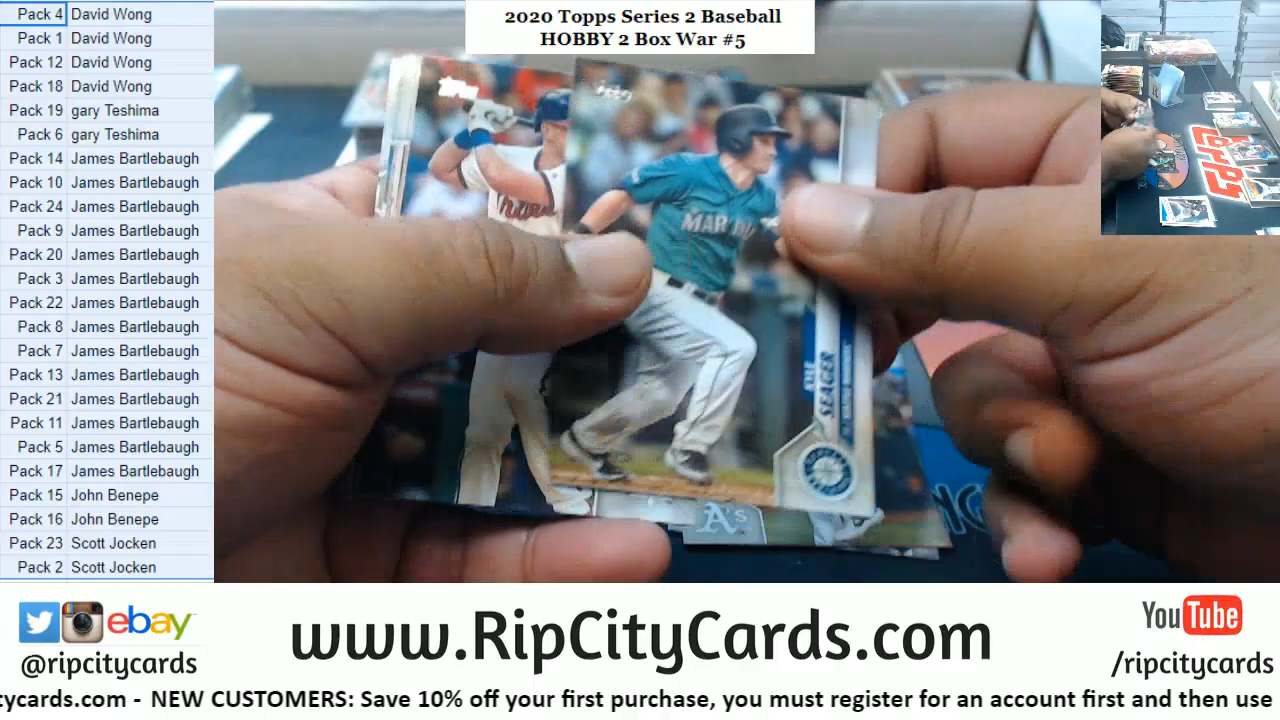 Pack 4 David Wong
Pack 1 David Wong
Pack 12 David Wong
Pack 18 David Wong
Pack 19 gary Teshima
Pack 6 gary Teshima
Pack 14 James Bartlebaugh
Pack 10 James Bartlebaugh
Pack 24 James Bartlebaugh
Pack 9 James Bartlebaugh
Pack 20 James Bartlebaugh
Pack 3 James Bartlebaugh
Pack 22 James Bartlebaugh
Pack 8 James Bartlebaugh
Pack 7 James Bartlebaugh
Pack 13 James Bartlebaugh
Pack 21 James Bartlebaugh
Pack 11 James Bartlebaugh
Pack 5 James Bartlebaugh
Pack 17 James Bartlebaugh
Pack 15 John Benepe
Pack 16 John Benepe
Pack 23 Scott Jocken
Pack 2 Scott Jocken
2020 Topps Series 2 Baseball
HOBBY 2 Box War #5
KYLE
SEAGER
A's
TOPPS
ebay
@ripcitycards
www.RipCityCards.com
YouTube
/ripcitycards
tycards.com - NEW CUSTOMERS: Save 10% off your first purchase, you must register for an account first and then use